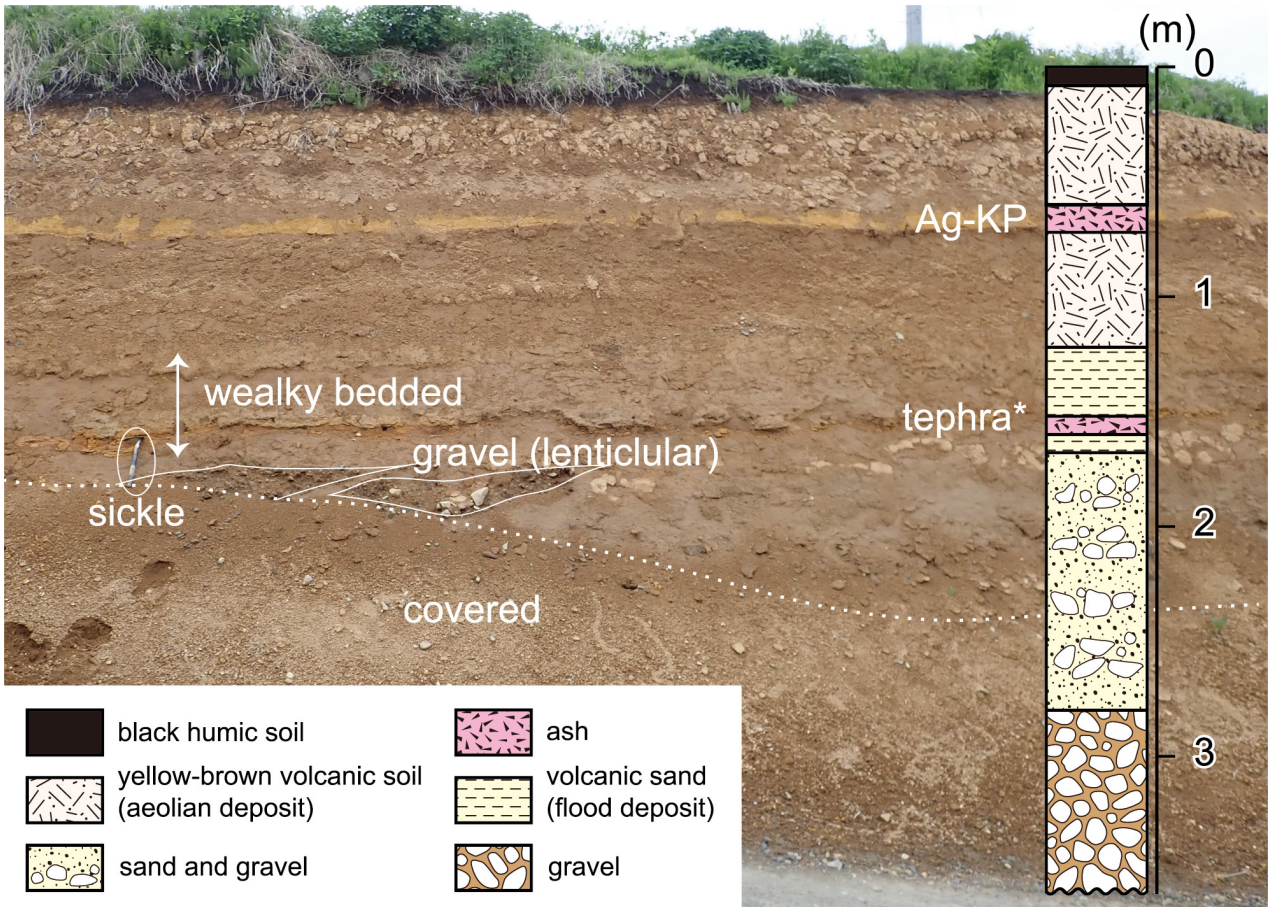 (m)
0
Ag-KP
1
wealky bedded
tephra*
gravel (lenticlular)
sickle
2
covered
3
black humic soil
ash
yellow-brown volcanic soil
(aeolian deposit)
volcanic sand
(flood deposit)
sand and gravel
gravel